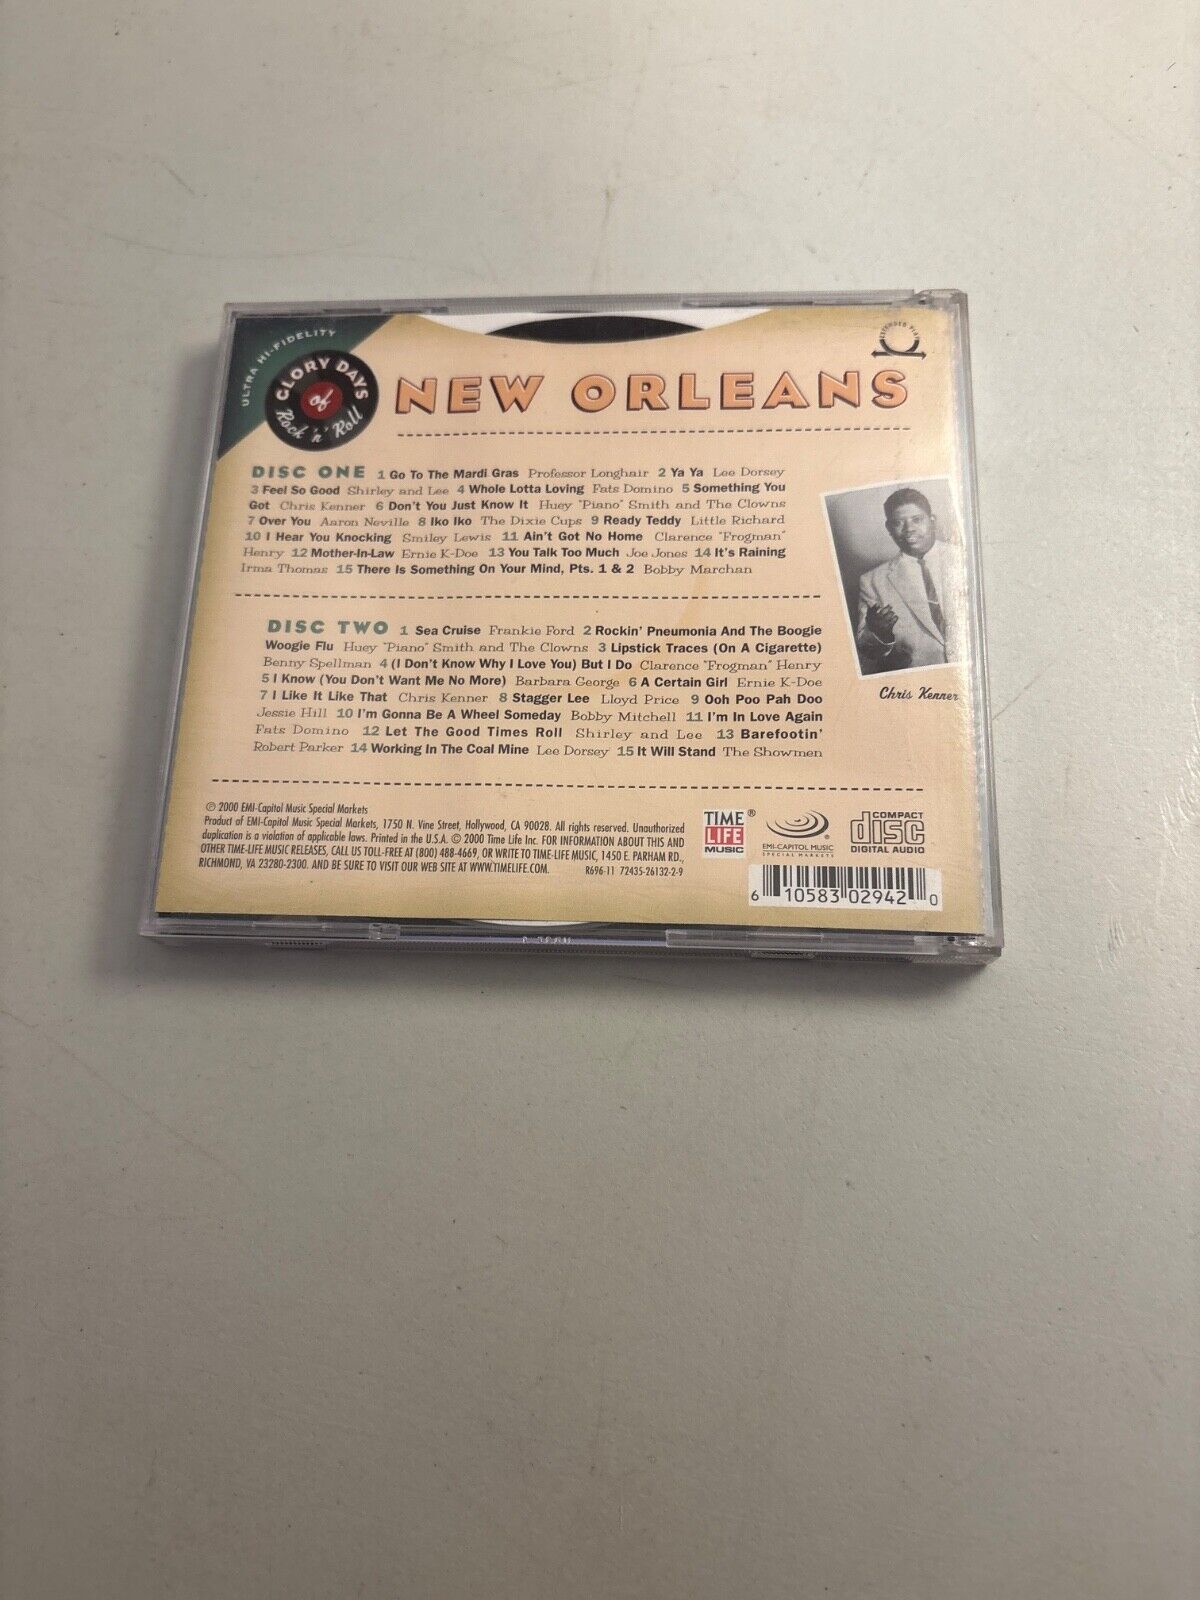 ULTRA HI-FIDELITY
GLORY DAYS
of
Rock 'n' Roll
EXTENDED PLAY
NEW ORLEANS
DISC ONE 1 Go To The Mardi Gras Professor Longhair 2 Ya Ya Lee Dorsey
3 Feel So Good Shirley and Lee 4 Whole Lotta Loving Fats Domino 5 Something You
Got Chris Kenner 6 Don't You Just Know It Huey "Piano" Smith and The Clowns
7 Over You Aaron Neville 8 Iko Iko The Dixie Cups 9 Ready Teddy Little Richard
10 I Hear You Knocking Smiley Lewis 11 Ain't Got No Home Clarence "Frogman"
Henry 12 Mother-In-Law Ernie K-Doe 13 You Talk Too Much Joe Jones 14 It's Raining
Irma Thomas 15 There Is Something On Your Mind, Pts. 1 & 2 Bobby Marchan
DISC TWO 1 Sea Cruise Frankie Ford 2 Rockin' Pneumonia And The Boogie
Woogie Flu Huey "Piano" Smith and The Clowns 3 Lipstick Traces (On A Cigarette)
Benny Spellman 4 (I Don't Know Why I Love You) But I Do Clarence "Frogman" Henry
5 I Know (You Don't Want Me No More) Barbara George 6 A Certain Girl Ernie K-Doe
7 I Like It Like That Chris Kenner 8 Stagger Lee Lloyd Price 9 Ooh Poo Pah Doo
Jessie Hill 10 I'm Gonna Be A Wheel Someday Bobby Mitchell 11 I'm In Love Again
Fats Domino 12 Let The Good Times Roll Shirley and Lee 13 Barefootin'
Robert Parker 14 Working In The Coal Mine Lee Dorsey 15 It Will Stand The Showmen
Chris Kenner
℗ 2000 EMI-Capitol Music Special Markets
Product of EMI-Capitol Music Special Markets, 1750 N. Vine Street, Hollywood, CA 90028. All rights reserved. Unauthorized
duplication is a violation of applicable laws. Printed in the U.S.A. © 2000 Time Life Inc. FOR INFORMATION ABOUT THIS AND
OTHER TIME-LIFE MUSIC RELEASES, CALL US TOLL-FREE AT (800) 488-4669, OR WRITE TO TIME-LIFE MUSIC, 1450 E. PARHAM RD.,
RICHMOND, VA 23280-2300. AND BE SURE TO VISIT OUR WEB SITE AT WWW.TIMELIFE.COM. R696-11 72435-26132-2-9
TIME ®
LIFE
MUSIC
EMI-CAPITOL MUSIC
SPECIAL MARKETS
COMPACT
disc
DIGITAL AUDIO
6 10583 02942 0